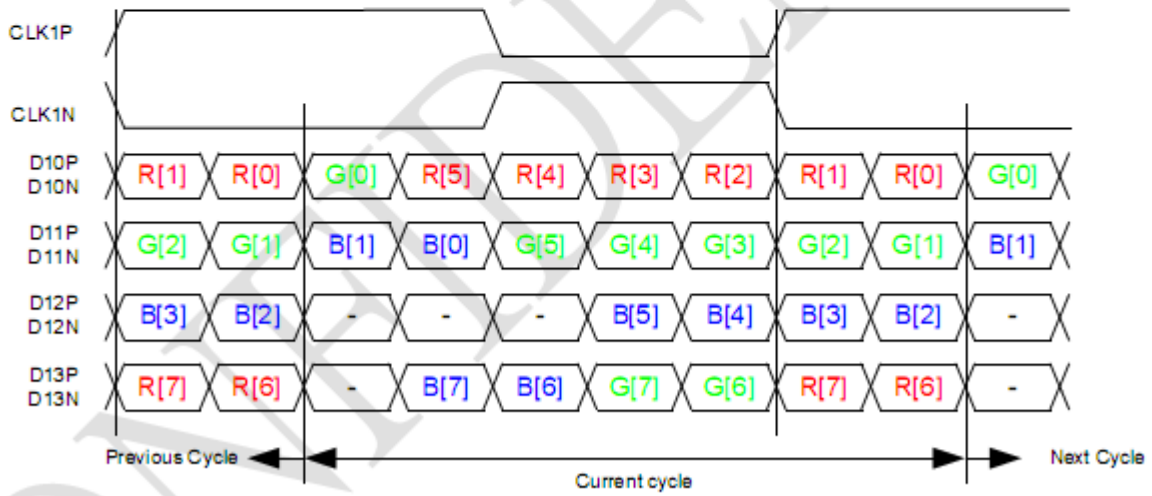 CLK1P
CLK1N
D10P
D10N
R[1] R[0] G[0] R[5] R[4] R[3] R[2] R[1] R[0] G[0]
D11P
D11N
G[2] G[1] B[1] B[0] G[5] G[4] G[3] G[2] G[1] B[1]
D12P
D12N
B[3] B[2] - - - B[5] B[4] B[3] B[2] -
D13P
D13N
R[7] R[6] - B[7] B[6] G[7] G[6] R[7] R[6] -
Previous Cycle
Current cycle
Next Cycle